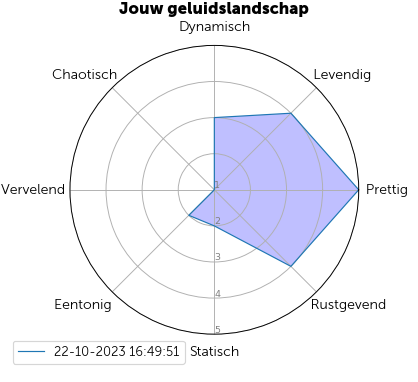 Jouw geluidslandschap
Dynamisch
Chaotisch
Levendig
Vervelend
1
Prettig
2
3
Eentonig
4
Rustgevend
5
22-10-2023 16:49:51
Statisch